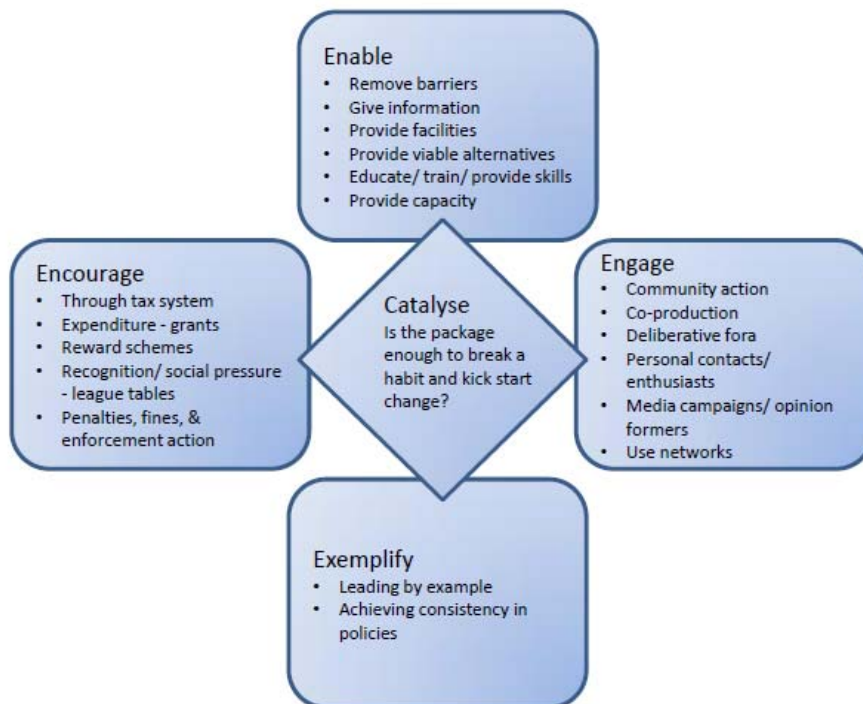 Enable
• Remove barriers
• Give information
• Provide facilities
• Provide viable alternatives
• Educate/ train/ provide skills
• Provide capacity
Encourage
• Through tax system
• Expenditure - grants
• Reward schemes
• Recognition/ social pressure
- league tables
• Penalties, fines, &
enforcement action
Catalyse
Is the package
enough to break a
habit and kick start
change?
Engage
• Community action
• Co-production
• Deliberative fora
• Personal contacts/
enthusiasts
• Media campaigns/ opinion
formers
• Use networks
Exemplify
• Leading by example
• Achieving consistency in
policies